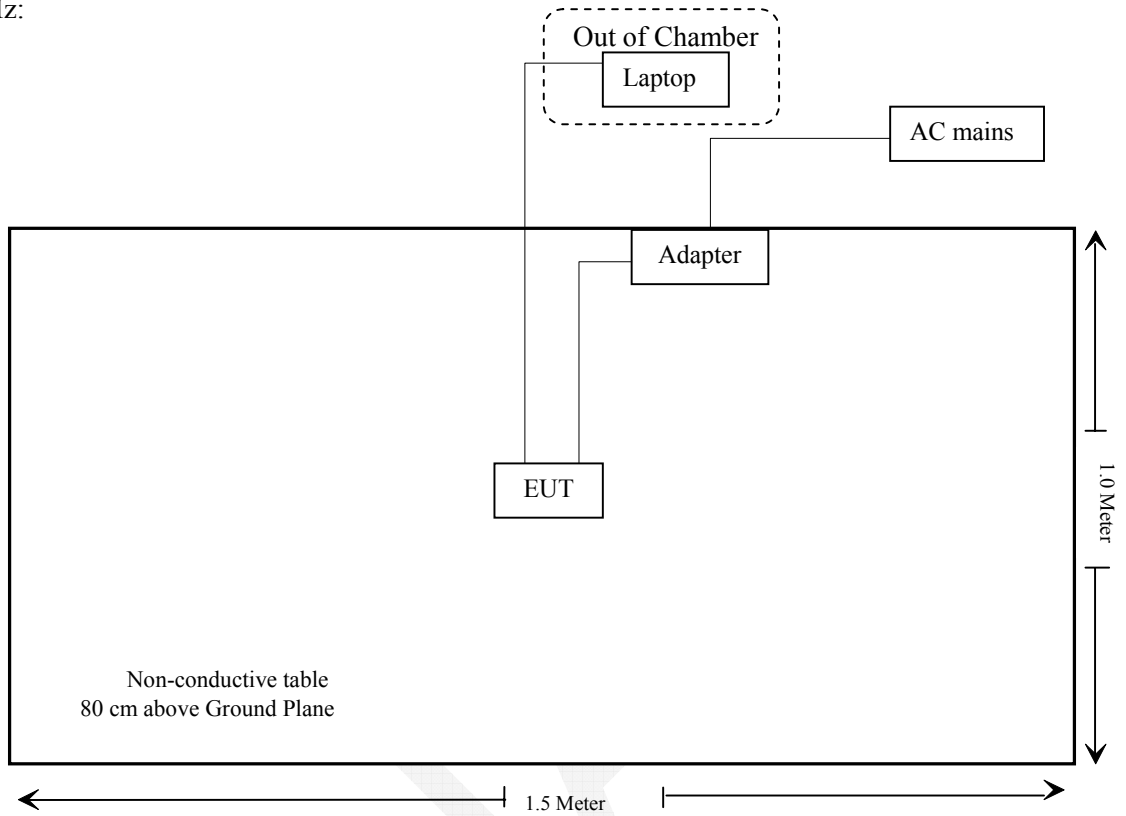 Out of Chamber
Laptop
AC mains
Adapter
EUT
1.0 Meter
Non-conductive table
80 cm above Ground Plane
1.5 Meter